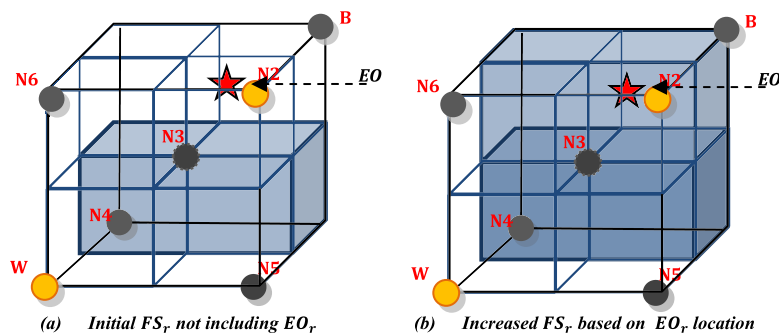 B
N6
N2
EO
N3
N4
W
N5
(a) Initial FSr not including EOr
B
N6
N2
EO
N3
N4
W
N5
(b) Increased FSr based on EOr location